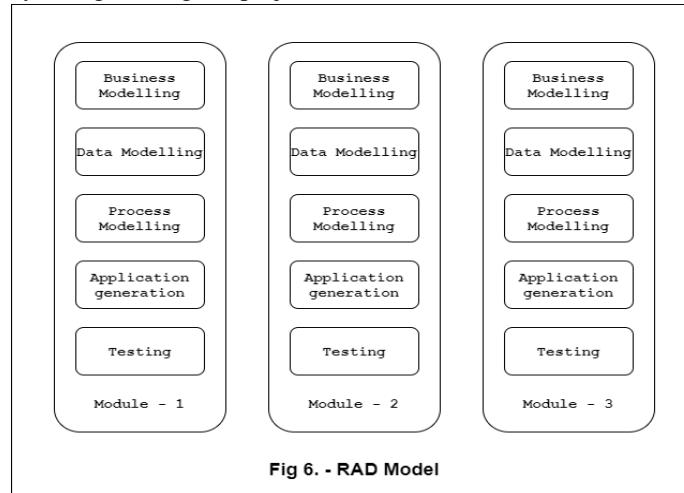 Business
Modelling
Data Modelling
Process
Modelling
Application
generation
Testing
Module - 1
Business
Modelling
Data Modelling
Process
Modelling
Application
generation
Testing
Module - 2
Business
Modelling
Data Modelling
Process
Modelling
Application
generation
Testing
Module - 3
Fig 6. - RAD Model